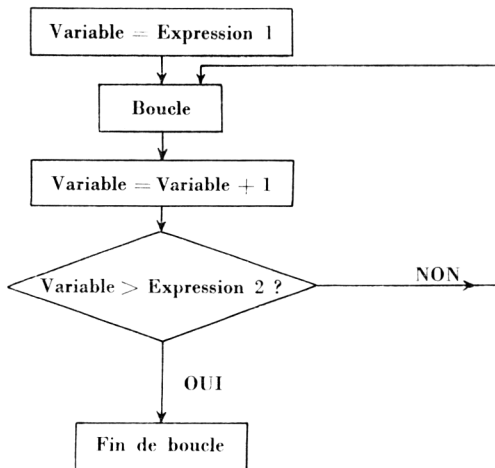 Variable = Expression 1
Boucle
Variable = Variable + 1
Variable > Expression 2 ?
NON
OUI
Fin de boucle